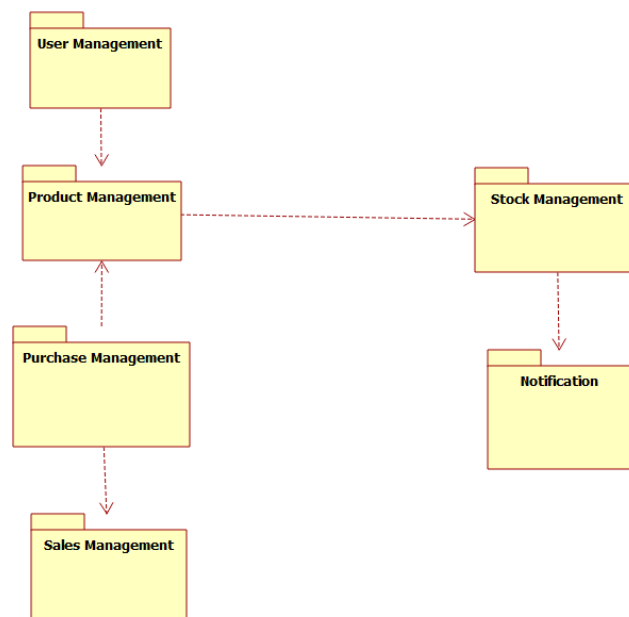 User Management
Product Management
Stock Management
Purchase Management
Notification
Sales Management